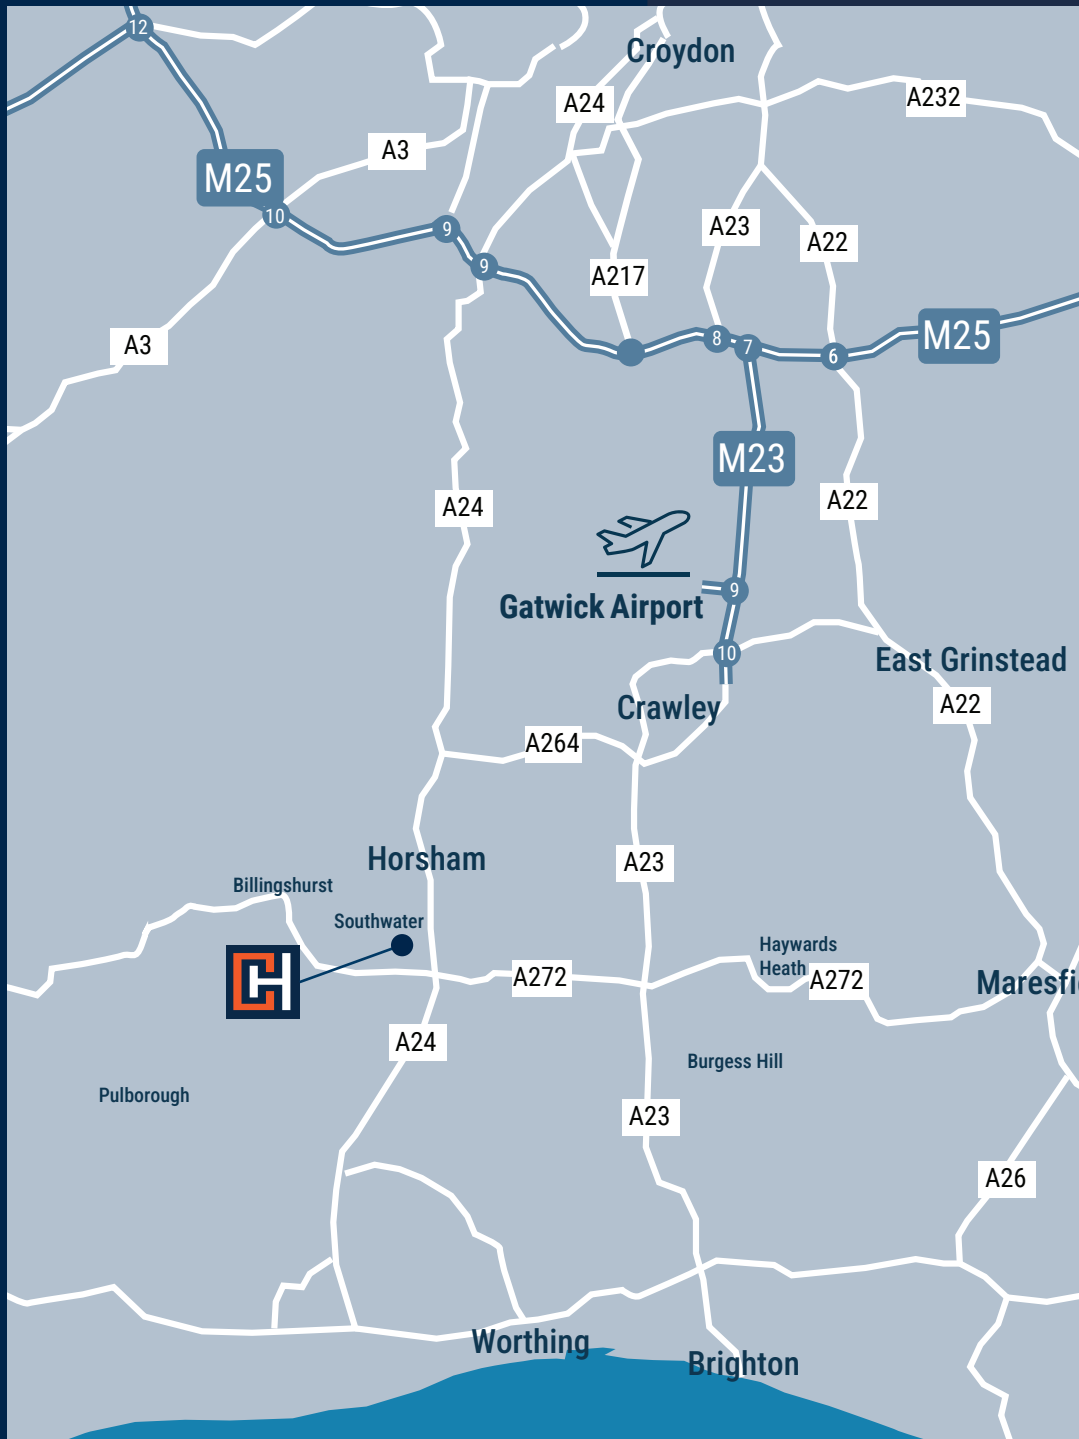 12
Croydon
A24
A232
A3
M25
10
9
A23
A22
9
A217
A3
8
7
6
M25
M23
A24
A22
9
Gatwick Airport
10
East Grinstead
Crawley
A22
A264
Horsham
A23
Billingshurst
Southwater
Haywards
Heath
A272
A272
Maresfi
CH
A24
Burgess Hill
Pulborough
A23
A26
Worthing
Brighton